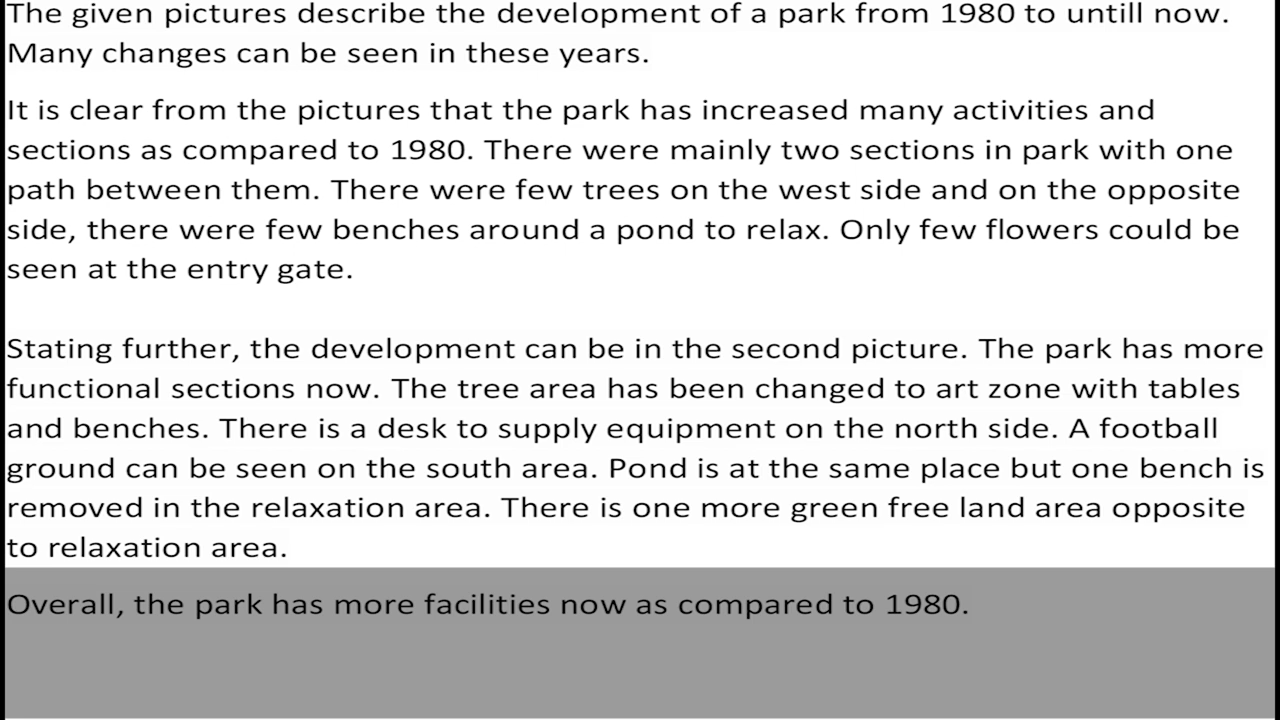 The given pictures describe the development of a park from 1980 to untill now.
Many changes can be seen in these years.
It is clear from the pictures that the park has increased many activities and
sections as compared to 1980. There were mainly two sections in park with one
path between them. There were few trees on the west side and on the opposite
side, there were few benches around a pond to relax. Only few flowers could be
seen at the entry gate.
Stating further, the development can be in the second picture. The park has more
functional sections now. The tree area has been changed to art zone with tables
and benches. There is a desk to supply equipment on the north side. A football
ground can be seen on the south area. Pond is at the same place but one bench is
removed in the relaxation area. There is one more green free land area opposite
to relaxation area.
Overall, the park has more facilities now as compared to 1980.